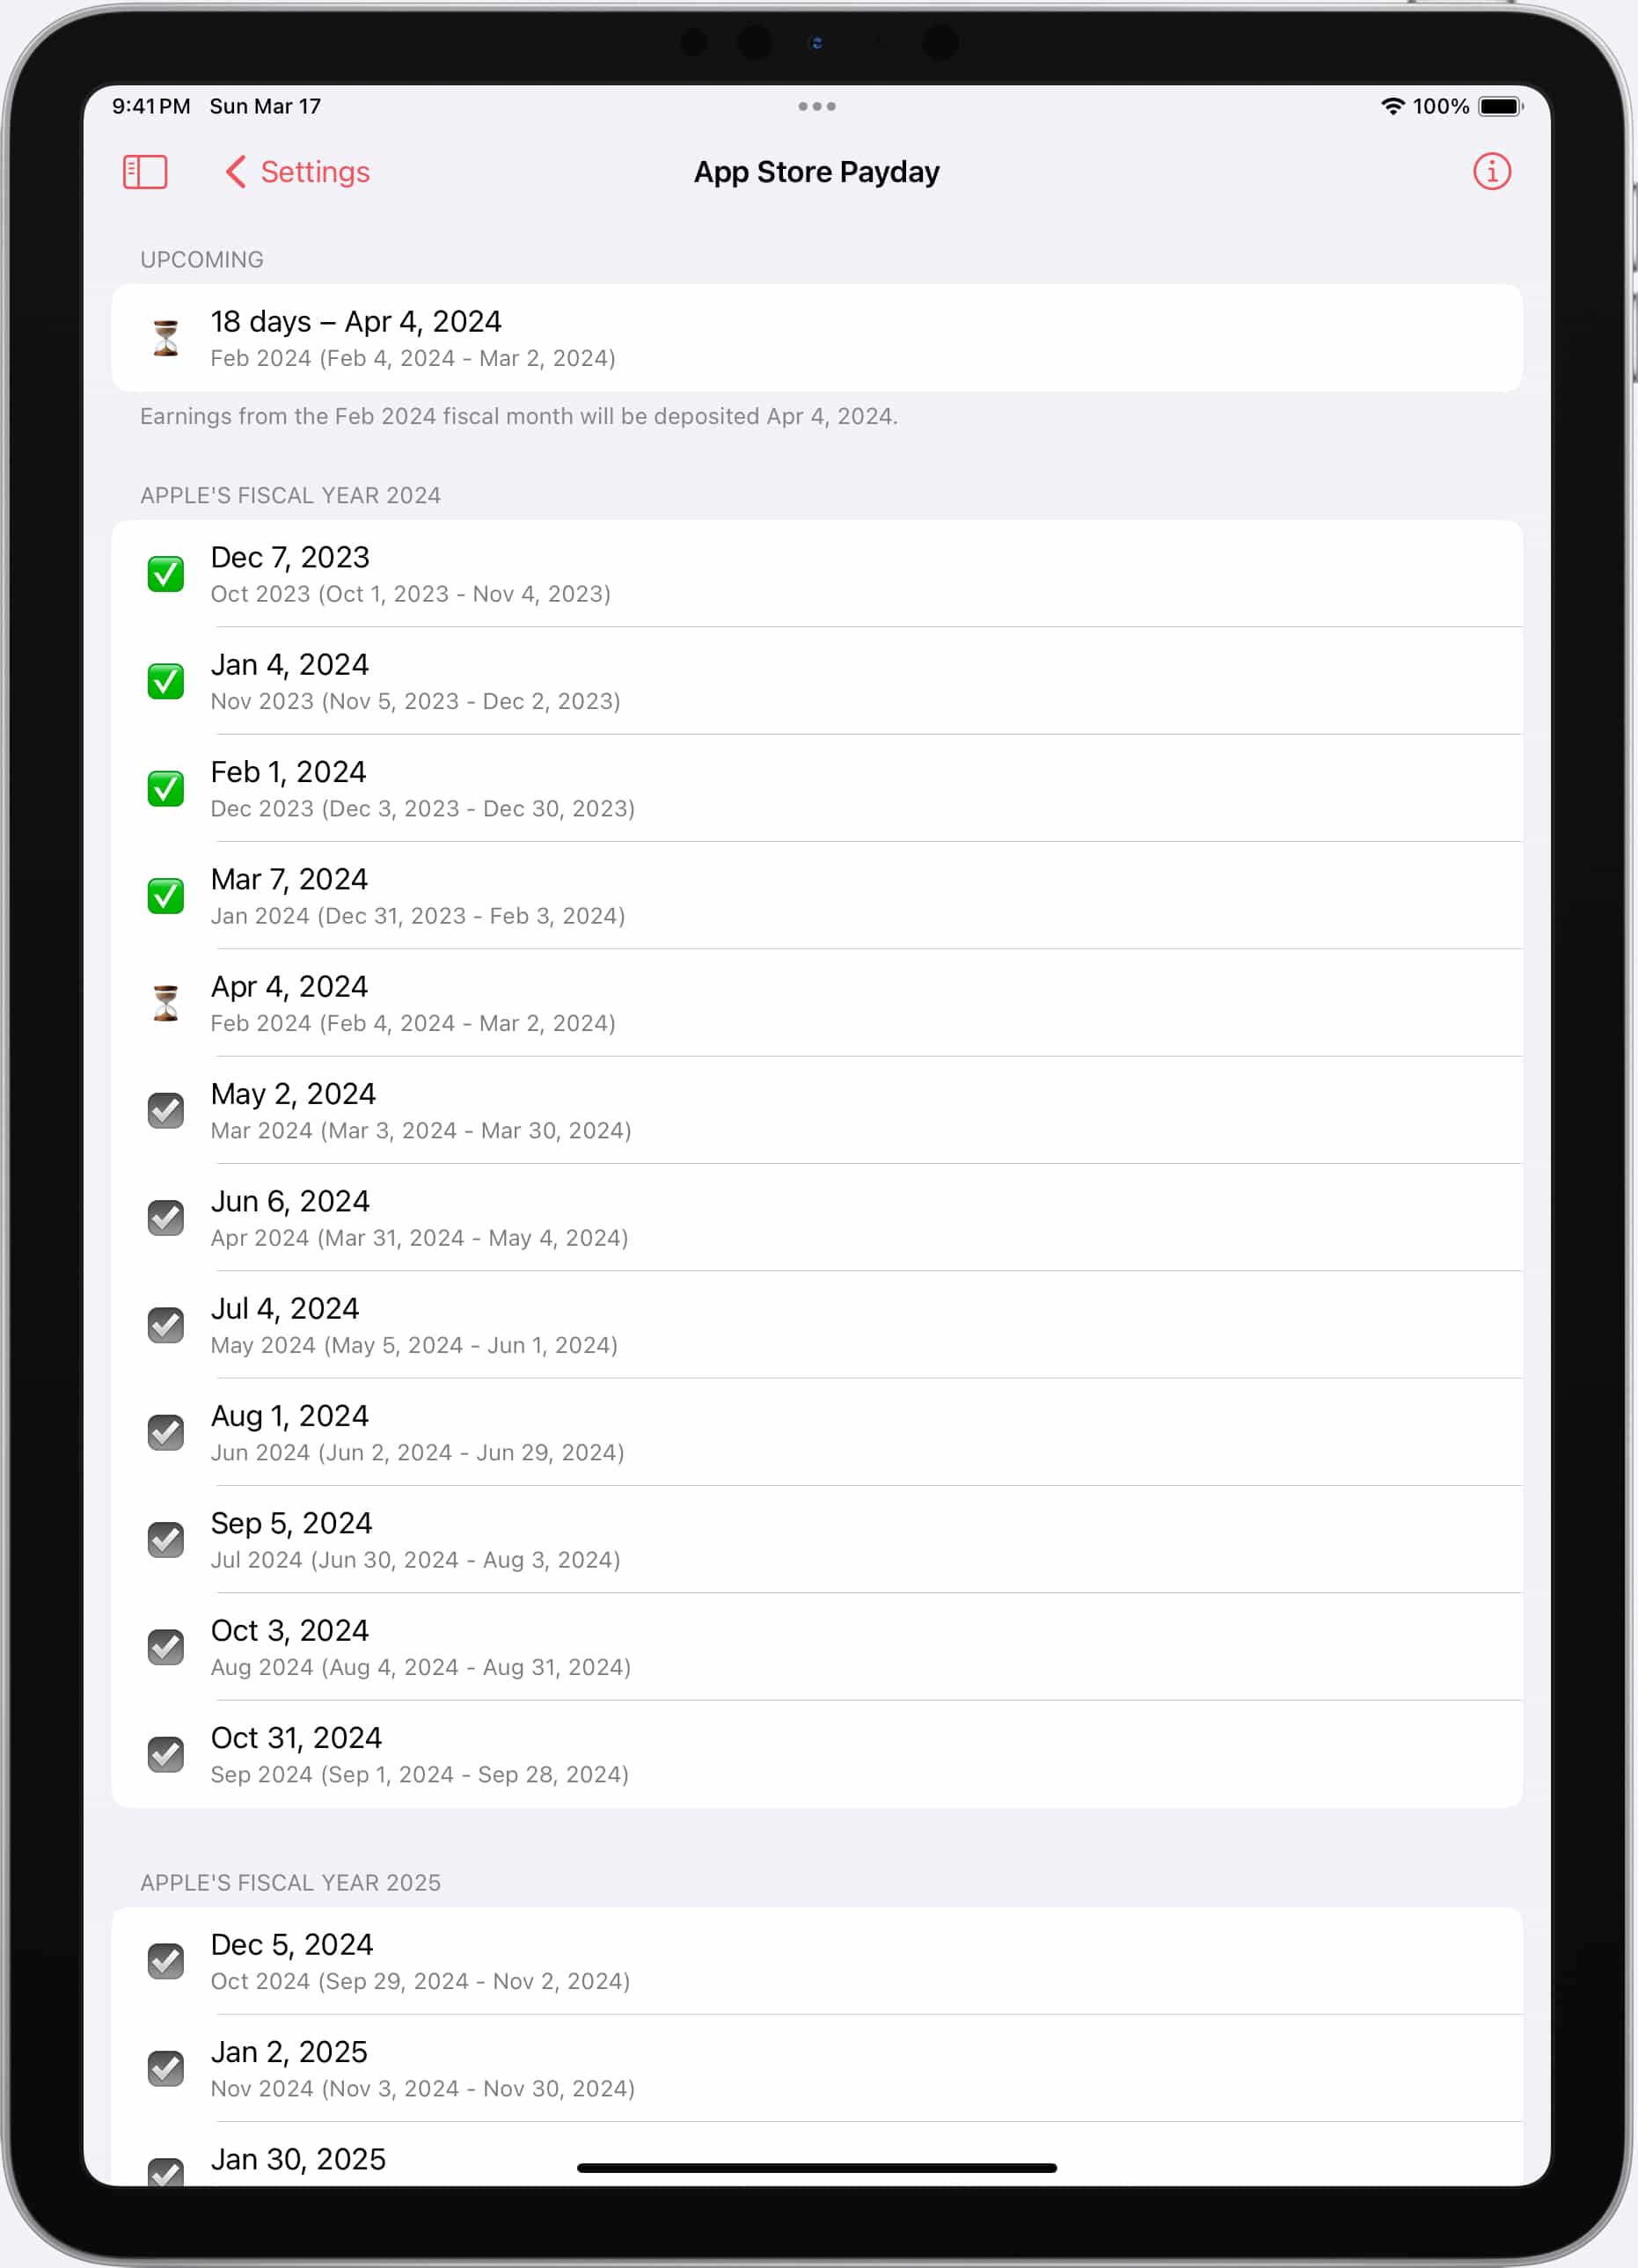 9:41 PM Sun Mar 17
100%
Settings
App Store Payday
UPCOMING
18 days – Apr 4, 2024
Feb 2024 (Feb 4, 2024 - Mar 2, 2024)
Earnings from the Feb 2024 fiscal month will be deposited Apr 4, 2024.
APPLE'S FISCAL YEAR 2024
Dec 7, 2023
Oct 2023 (Oct 1, 2023 - Nov 4, 2023)
Jan 4, 2024
Nov 2023 (Nov 5, 2023 - Dec 2, 2023)
Feb 1, 2024
Dec 2023 (Dec 3, 2023 - Dec 30, 2023)
Mar 7, 2024
Jan 2024 (Dec 31, 2023 - Feb 3, 2024)
Apr 4, 2024
Feb 2024 (Feb 4, 2024 - Mar 2, 2024)
May 2, 2024
Mar 2024 (Mar 3, 2024 - Mar 30, 2024)
Jun 6, 2024
Apr 2024 (Mar 31, 2024 - May 4, 2024)
Jul 4, 2024
May 2024 (May 5, 2024 - Jun 1, 2024)
Aug 1, 2024
Jun 2024 (Jun 2, 2024 - Jun 29, 2024)
Sep 5, 2024
Jul 2024 (Jun 30, 2024 - Aug 3, 2024)
Oct 3, 2024
Aug 2024 (Aug 4, 2024 - Aug 31, 2024)
Oct 31, 2024
Sep 2024 (Sep 1, 2024 - Sep 28, 2024)
APPLE'S FISCAL YEAR 2025
Dec 5, 2024
Oct 2024 (Sep 29, 2024 - Nov 2, 2024)
Jan 2, 2025
Nov 2024 (Nov 3, 2024 - Nov 30, 2024)
Jan 30, 2025